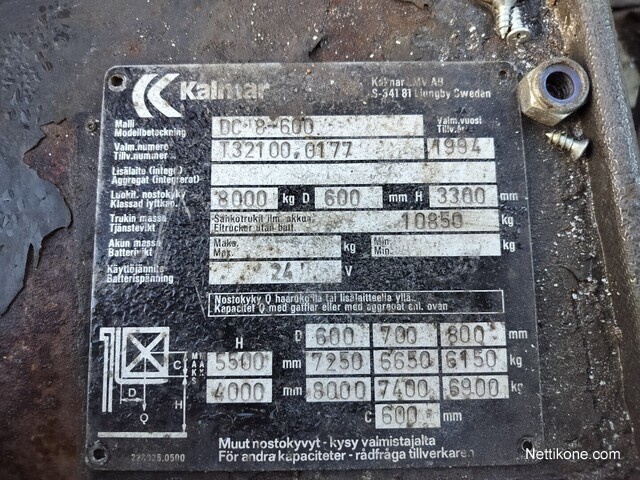 Kalmar
Kalmar LMV AB
S-341 81 Ljungby Sweden
Malli
Modellbeteckning
DC 8-600
Valm.vuosi
Tillv.år
Valm.numero
Tillv.nummer
T32100,0177
1994
Lisälaite (integr.)
Aggregat (integrerat)
Luokit. nostokyky
Klassad lyftkap.
8000 kg D 600 mm H 3300 mm
Trukin massa
Tjänstevikt
Sähkötrukit ilm. akkua
Eltrucker utan batt.
10850 kg
Akun massa
Batterivikt
Maks.
Max.
kg
Min.
Min.
kg
Käyttöjännite
Batterispänning
24 V
Nostokyky Q haarukoilla tai lisälaitteella yllä.
Kapacitet Q med gafflar eller med aggregat enl. ovan
H D 600 700 800 mm
5500 mm 7250 6650 6150 kg
4000 mm 8000 7400 6900 kg
C 600 mm
C
D
H
Q
Muut nostokyvyt - kysy valmistajalta
För andra kapaciteter - rådfråga tillverkaren
Nettikone.com